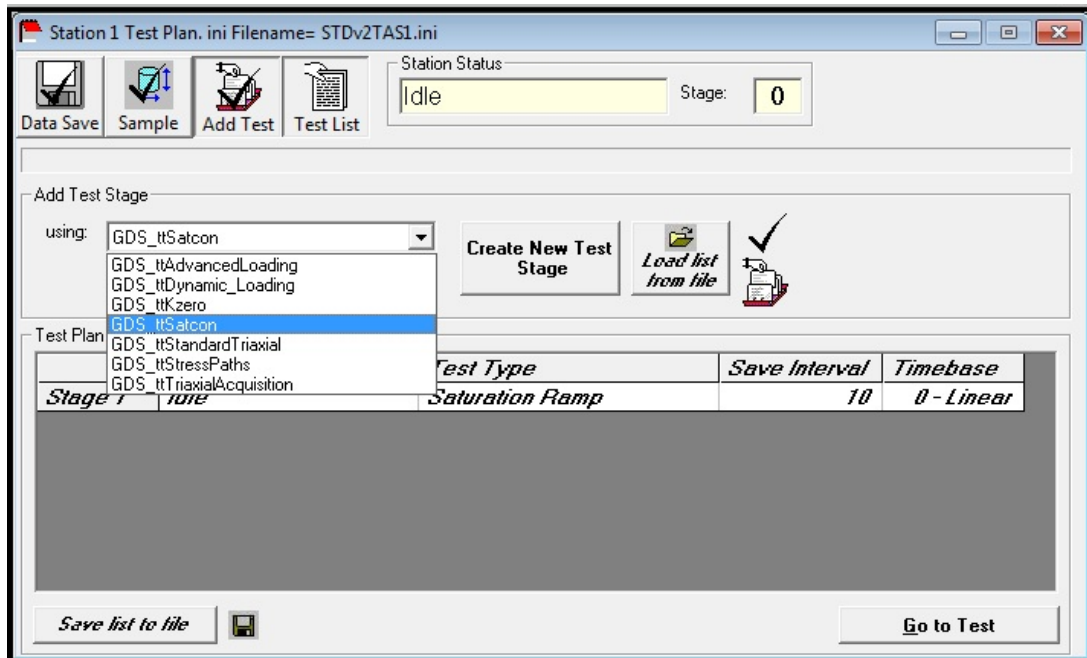 Station 1 Test Plan. ini Filename= STDv2TAS1.ini
Data Save
Sample
Add Test
Test List
Station Status
Idle
Stage:
0
Add Test Stage
using:
GDS_ttSatcon
GDS_ttAdvancedLoading
GDS_ttDynamic_Loading
GDS_ttKzero
GDS_ttSatcon
GDS_ttStandardTriaxial
GDS_ttStressPaths
GDS_ttTriaxialAcquisition
Create New Test
Stage
Load list
from file
Test Plan
Test Type
Save Interval
Timebase
Stage 1
Idle
Saturation Ramp
10
0 - Linear
Save list to file
Go to Test